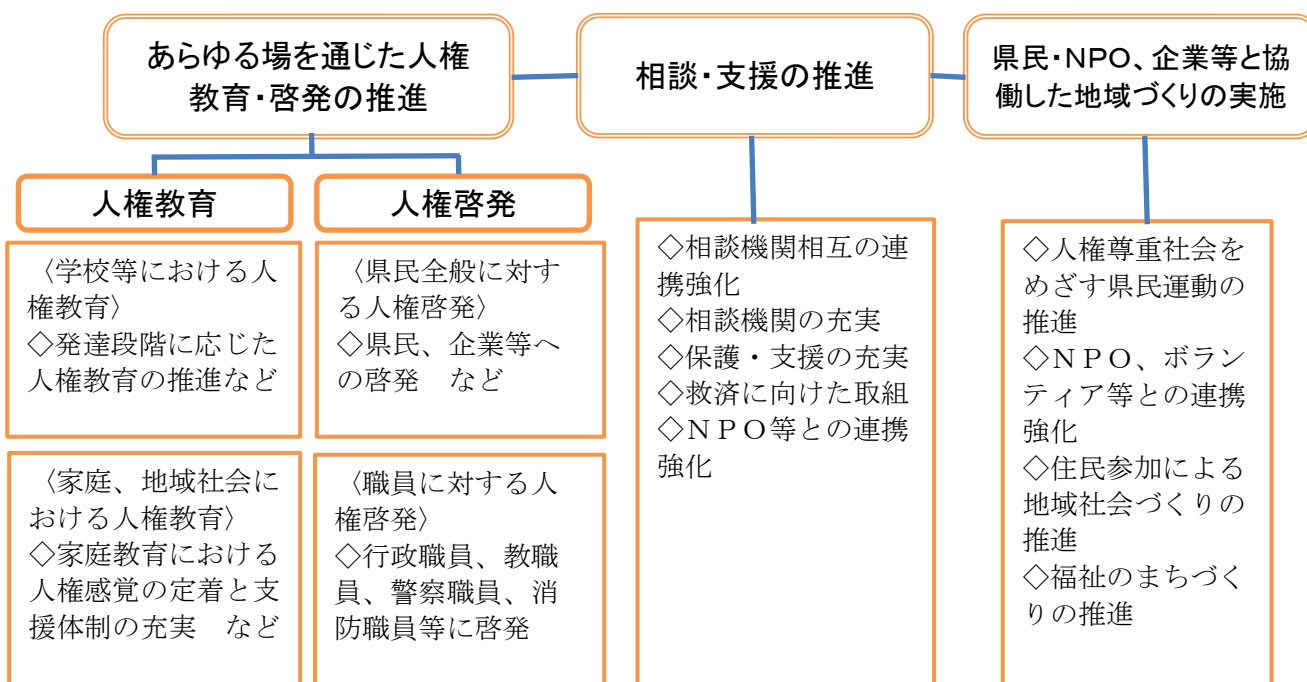 あらゆる場を通じた人権
教育・啓発の推進
相談・支援の推進
県民・NPO、企業等と協
働した地域づくりの実施
人権教育
人権啓発
〈学校等における人
権教育〉
◇発達段階に応じた
人権教育の推進など
〈県民全般に対す
る人権啓発〉
◇県民、企業等へ
の啓発　など
〈家庭、地域社会に
おける人権教育〉
◇家庭教育における
人権感覚の定着と支
援体制の充実　など
〈職員に対する人
権啓発〉
◇行政職員、教職
員、警察職員、消
防職員等に啓発
◇相談機関相互の連
携強化
◇相談機関の充実
◇保護・支援の充実
◇救済に向けた取組
◇ＮＰＯ等との連携
強化
◇人権尊重社会を
めざす県民運動の
推進
◇ＮＰＯ、ボラン
ティア等との連携
強化
◇住民参加による
地域社会づくりの
推進
◇福祉のまちづく
りの推進